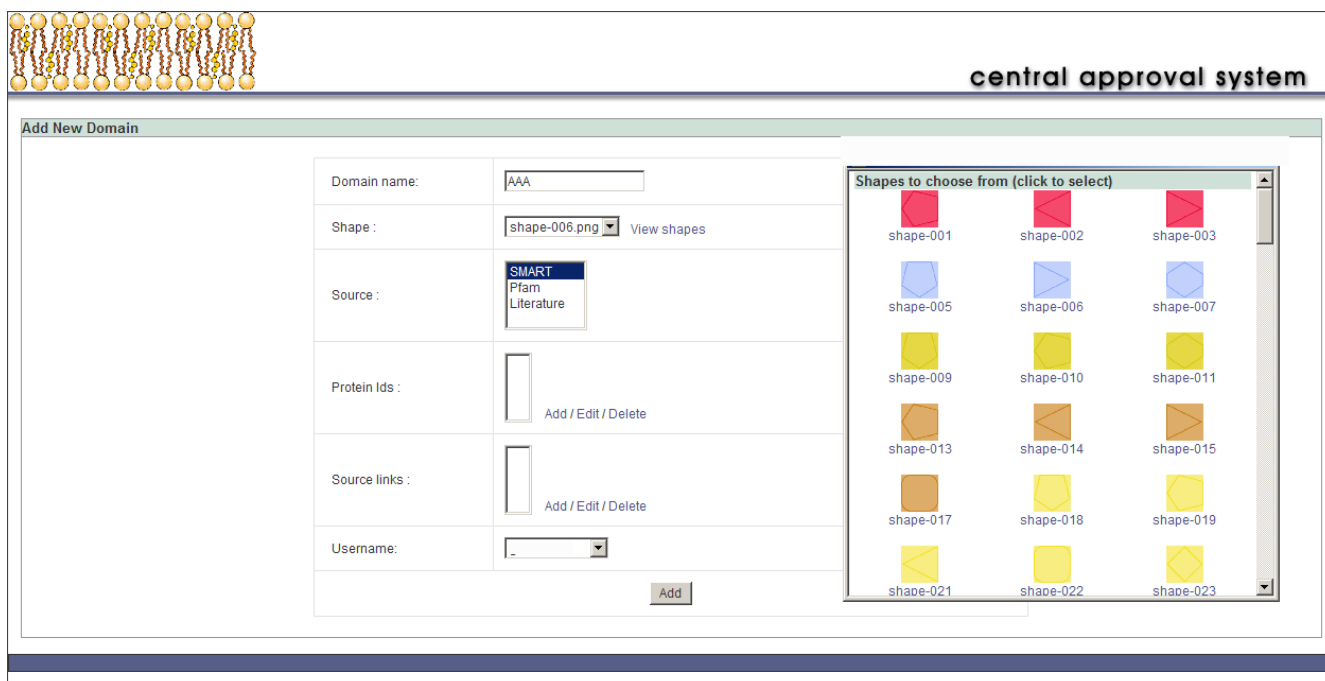 central approval system
Add New Domain
Domain name: AAA
Shape : shape-006.png View shapes
Source : SMART
Pfam
Literature
Protein Ids : Add / Edit / Delete
Source links : Add / Edit / Delete
Username: -
Add
Shapes to choose from (click to select)
shape-001 shape-002 shape-003
shape-005 shape-006 shape-007
shape-009 shape-010 shape-011
shape-013 shape-014 shape-015
shape-017 shape-018 shape-019
shape-021 shape-022 shape-023